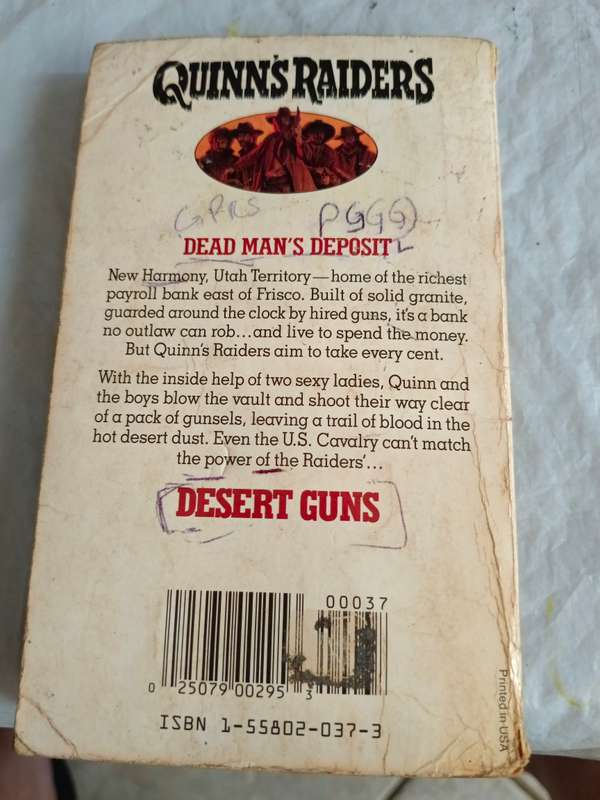 QUINN'S RAIDERS
GPRS
DEAD MAN'S DEPOSIT
New Harmony, Utah Territory—home of the richest
payroll bank east of Frisco. Built of solid granite,
guarded around the clock by hired guns, it's a bank
no outlaw can rob...and live to spend the money.
But Quinn's Raiders aim to take every cent.
With the inside help of two sexy ladies, Quinn and
the boys blow the vault and shoot their way clear
of a pack of gunsels, leaving a trail of blood in the
hot desert dust. Even the U.S. Cavalry can't match
the power of the Raiders'...
DESERT GUNS
00037
0 25079 00295 3
ISBN 1-55802-037-3
Printed in USA